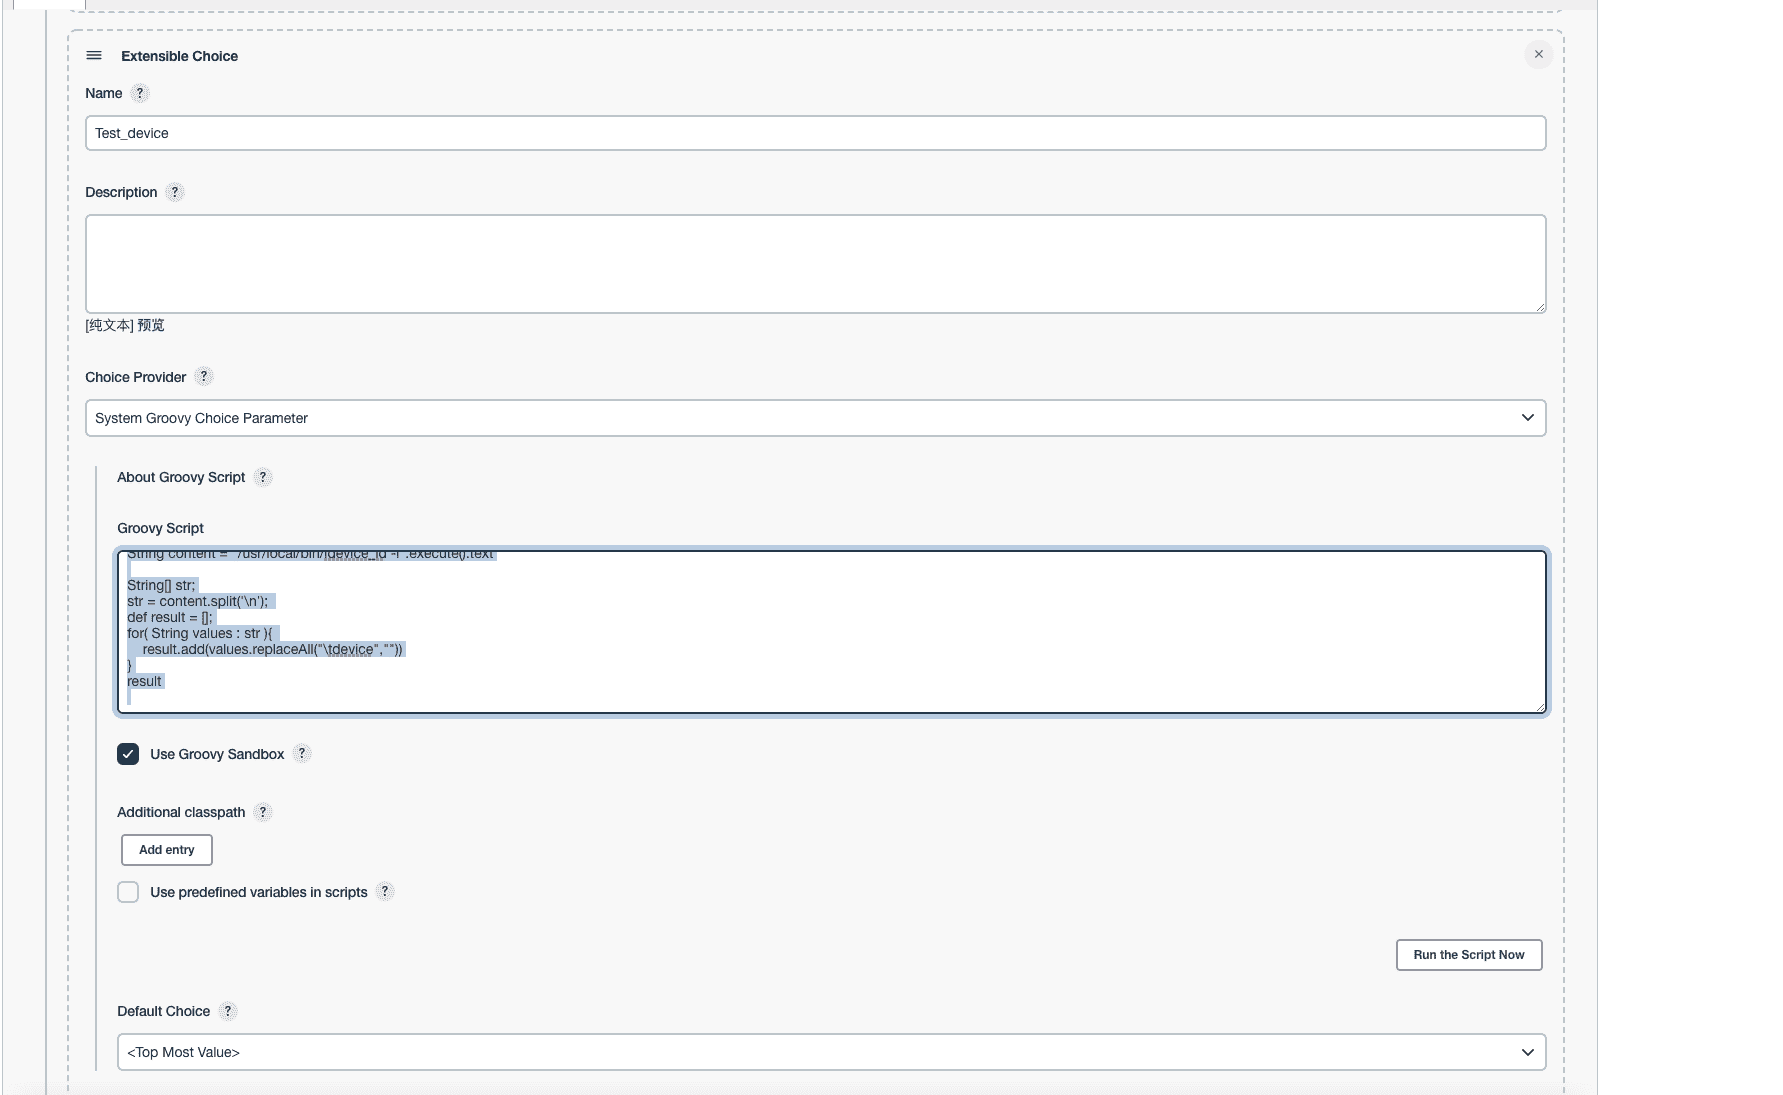 Extensible Choice
Name ?
Test_device
Description ?
[纯文本] 预览
Choice Provider ?
System Groovy Choice Parameter
About Groovy Script ?
Groovy Script
String content = "/usr/local/bin/idevice_id -l".execute().text
String[] str;
str = content.split('\n');
def result = [];
for( String values : str ){
result.add(values.replaceAll("\tdevice",""))
}
result
Use Groovy Sandbox ?
Additional classpath ?
Add entry
Use predefined variables in scripts ?
Run the Script Now
Default Choice ?
<Top Most Value>